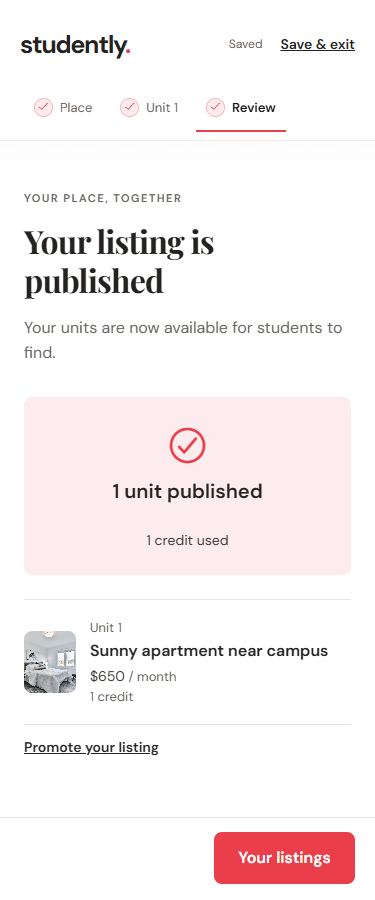 studently.
Saved
Save & exit
Place
Unit 1
Review
YOUR PLACE, TOGETHER
Your listing is
published
Your units are now available for students to
find.
1 unit published
1 credit used
Unit 1
Sunny apartment near campus
$650 / month
1 credit
Promote your listing
Your listings